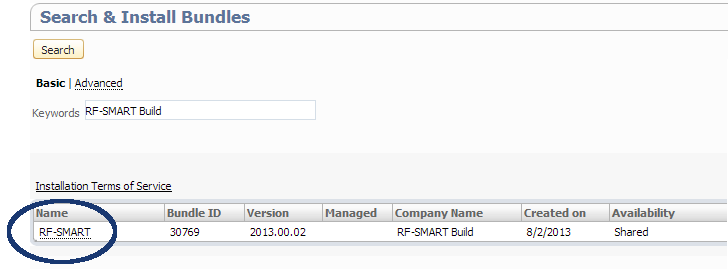 Search & Install Bundles
Search
Basic | Advanced
Keywords RF-SMART Build
Installation Terms of Service
Name Bundle ID Version Managed Company Name Created on Availability
RF-SMART 30769 2013.00.02 RF-SMART Build 8/2/2013 Shared